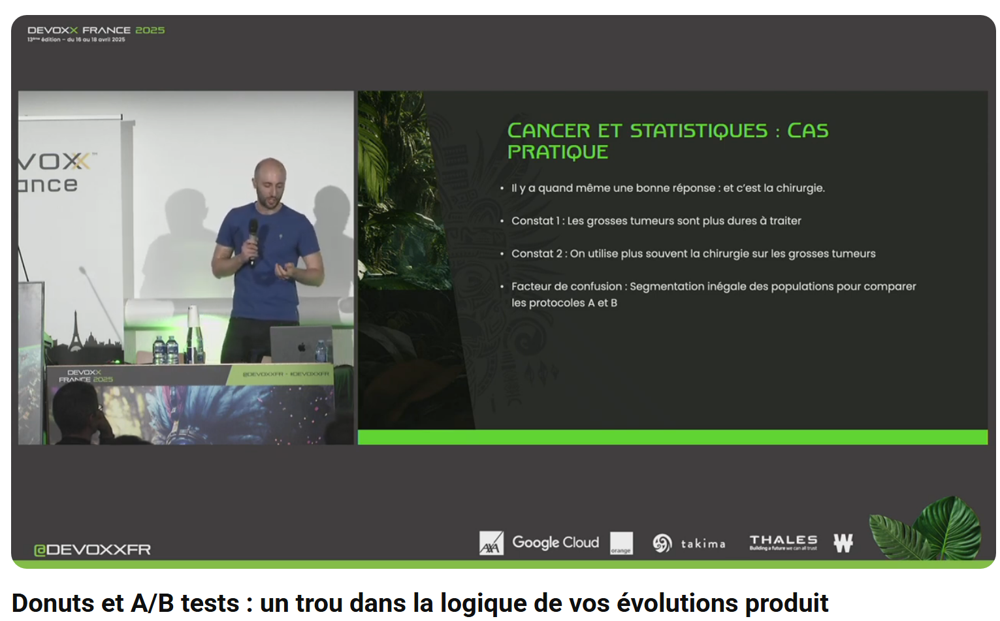 DEVOXX FRANCE 2025
13ème édition – du 16 au 18 avril 2025
VOXX™
ance
DEVOXX
FRANCE 2025
@DEVOXXFR - #DEVOXXFR
CANCER ET STATISTIQUES : CAS
PRATIQUE
• Il y a quand même une bonne réponse : et c’est la chirurgie.
• Constat 1 : Les grosses tumeurs sont plus dures à traiter
• Constat 2 : On utilise plus souvent la chirurgie sur les grosses tumeurs
• Facteur de confusion : Segmentation inégale des populations pour comparer
les protocoles A et B
@DEVOXXFR
AXA
Google Cloud
orange
takima
THALES
Building a future we can all trust
W
Donuts et A/B tests : un trou dans la logique de vos évolutions produit